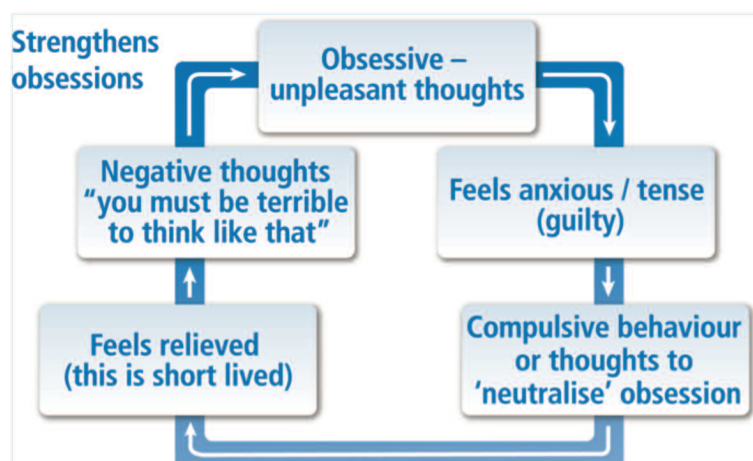 Strengthens
obsessions
Obsessive –
unpleasant thoughts
Negative thoughts
"you must be terrible
to think like that"
Feels anxious / tense
(guilty)
Feels relieved
(this is short lived)
Compulsive behaviour
or thoughts to
‘neutralise’ obsession